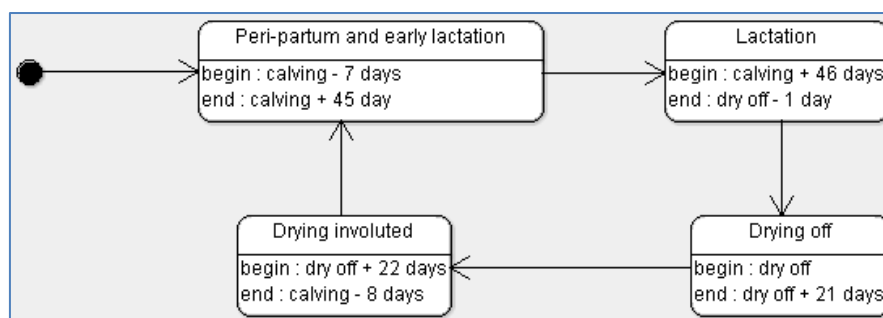 Peri-partum and early lactation
begin : calving - 7 days
end : calving + 45 day
Lactation
begin : calving + 46 days
end : dry off - 1 day
Drying involuted
begin : dry off + 22 days
end : calving - 8 days
Drying off
begin : dry off
end : dry off + 21 days